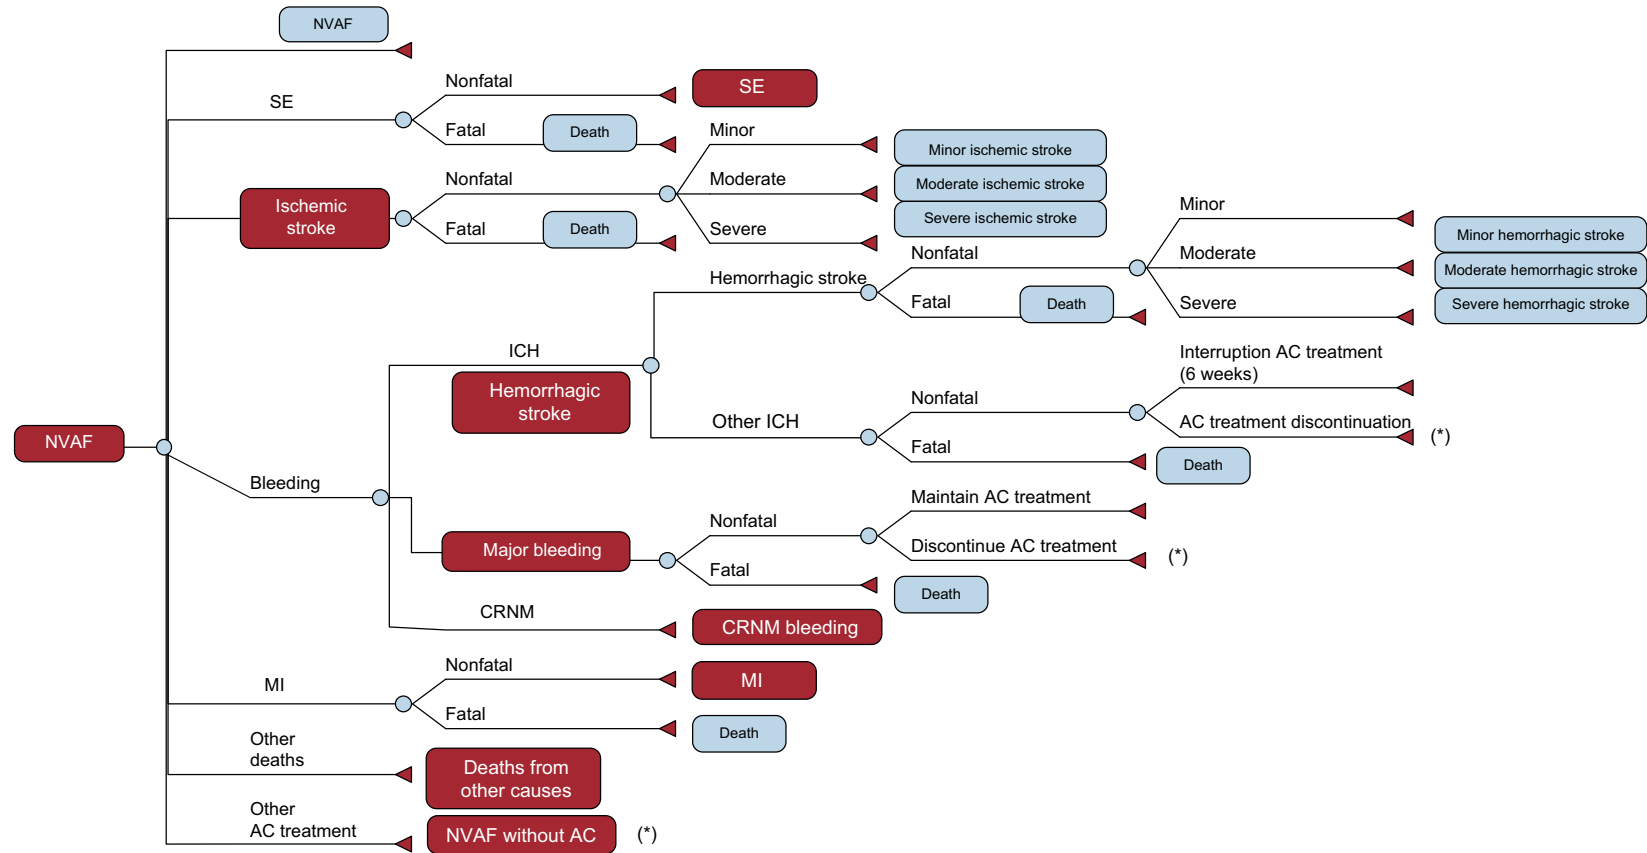 NVAF
SE
Nonfatal
SE
Fatal
Death
Minor
Minor ischemic stroke
Ischemic
stroke
Nonfatal
Moderate
Moderate ischemic stroke
Fatal
Death
Severe
Severe ischemic stroke
Hemorrhagic stroke
Nonfatal
Minor
Minor hemorrhagic stroke
Moderate
Moderate hemorrhagic stroke
Fatal
Death
Severe
Severe hemorrhagic stroke
ICH
Hemorrhagic
stroke
Other ICH
Nonfatal
Interruption AC treatment
(6 weeks)
AC treatment discontinuation
(*)
Fatal
Death
NVAF
Bleeding
Major bleeding
Nonfatal
Maintain AC treatment
Discontinue AC treatment
(*)
Fatal
Death
CRNM
CRNM bleeding
MI
Nonfatal
MI
Fatal
Death
Other
deaths
Deaths from
other causes
Other
AC treatment
NVAF without AC
(*)